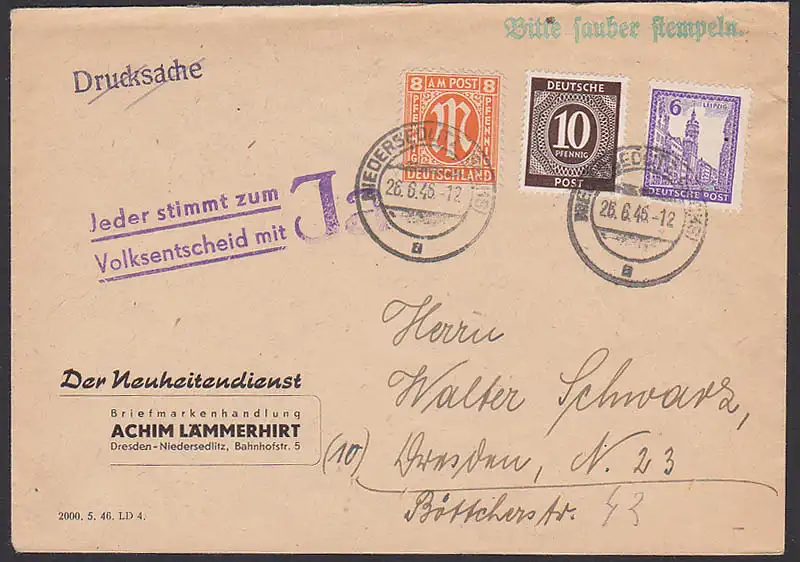 Bitte sauber stempeln.
Drucksache
8 AM POST 8
PFENNIG PFENNIG
M
DEUTSCHLAND
DEUTSCHE
10
PFENNIG
POST
6 LEIPZIG
DEUTSCHE POST
NIEDERSEDLITZ
26.6.46.-12
a
NIEDERSEDLITZ
26.6.46.-12
a
Jeder stimmt zum
Volksentscheid mit Ja
Der Neuheitendienst
Briefmarkenhandlung
ACHIM LÄMMERHIRT
Dresden-Niedersedlitz, Bahnhofstr. 5
2000. 5. 46. LD 4.
Herrn
Walter Schwarz,
(10) Dresden, N. 23
Böttcherstr. 43